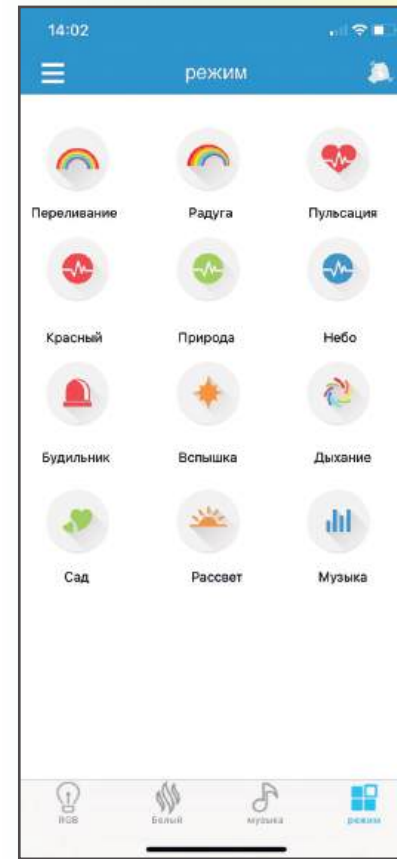 14:02
режим
Переливание Радуга Пульсация
Красный Природа Небо
Будильник Вспышка Дыхание
Сад Рассвет Музыка
RGB Белый музыка режим